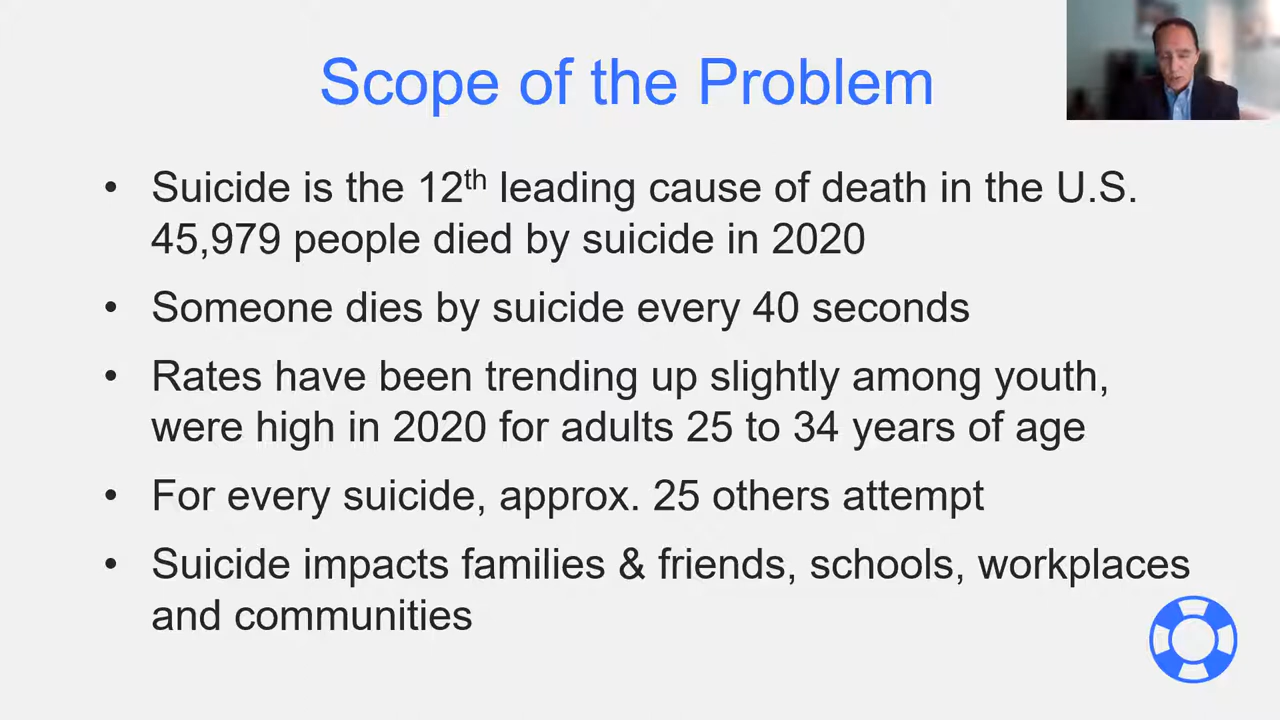 Scope of the Problem
• Suicide is the 12th leading cause of death in the U.S.
45,979 people died by suicide in 2020
• Someone dies by suicide every 40 seconds
• Rates have been trending up slightly among youth,
were high in 2020 for adults 25 to 34 years of age
• For every suicide, approx. 25 others attempt
• Suicide impacts families & friends, schools, workplaces
and communities